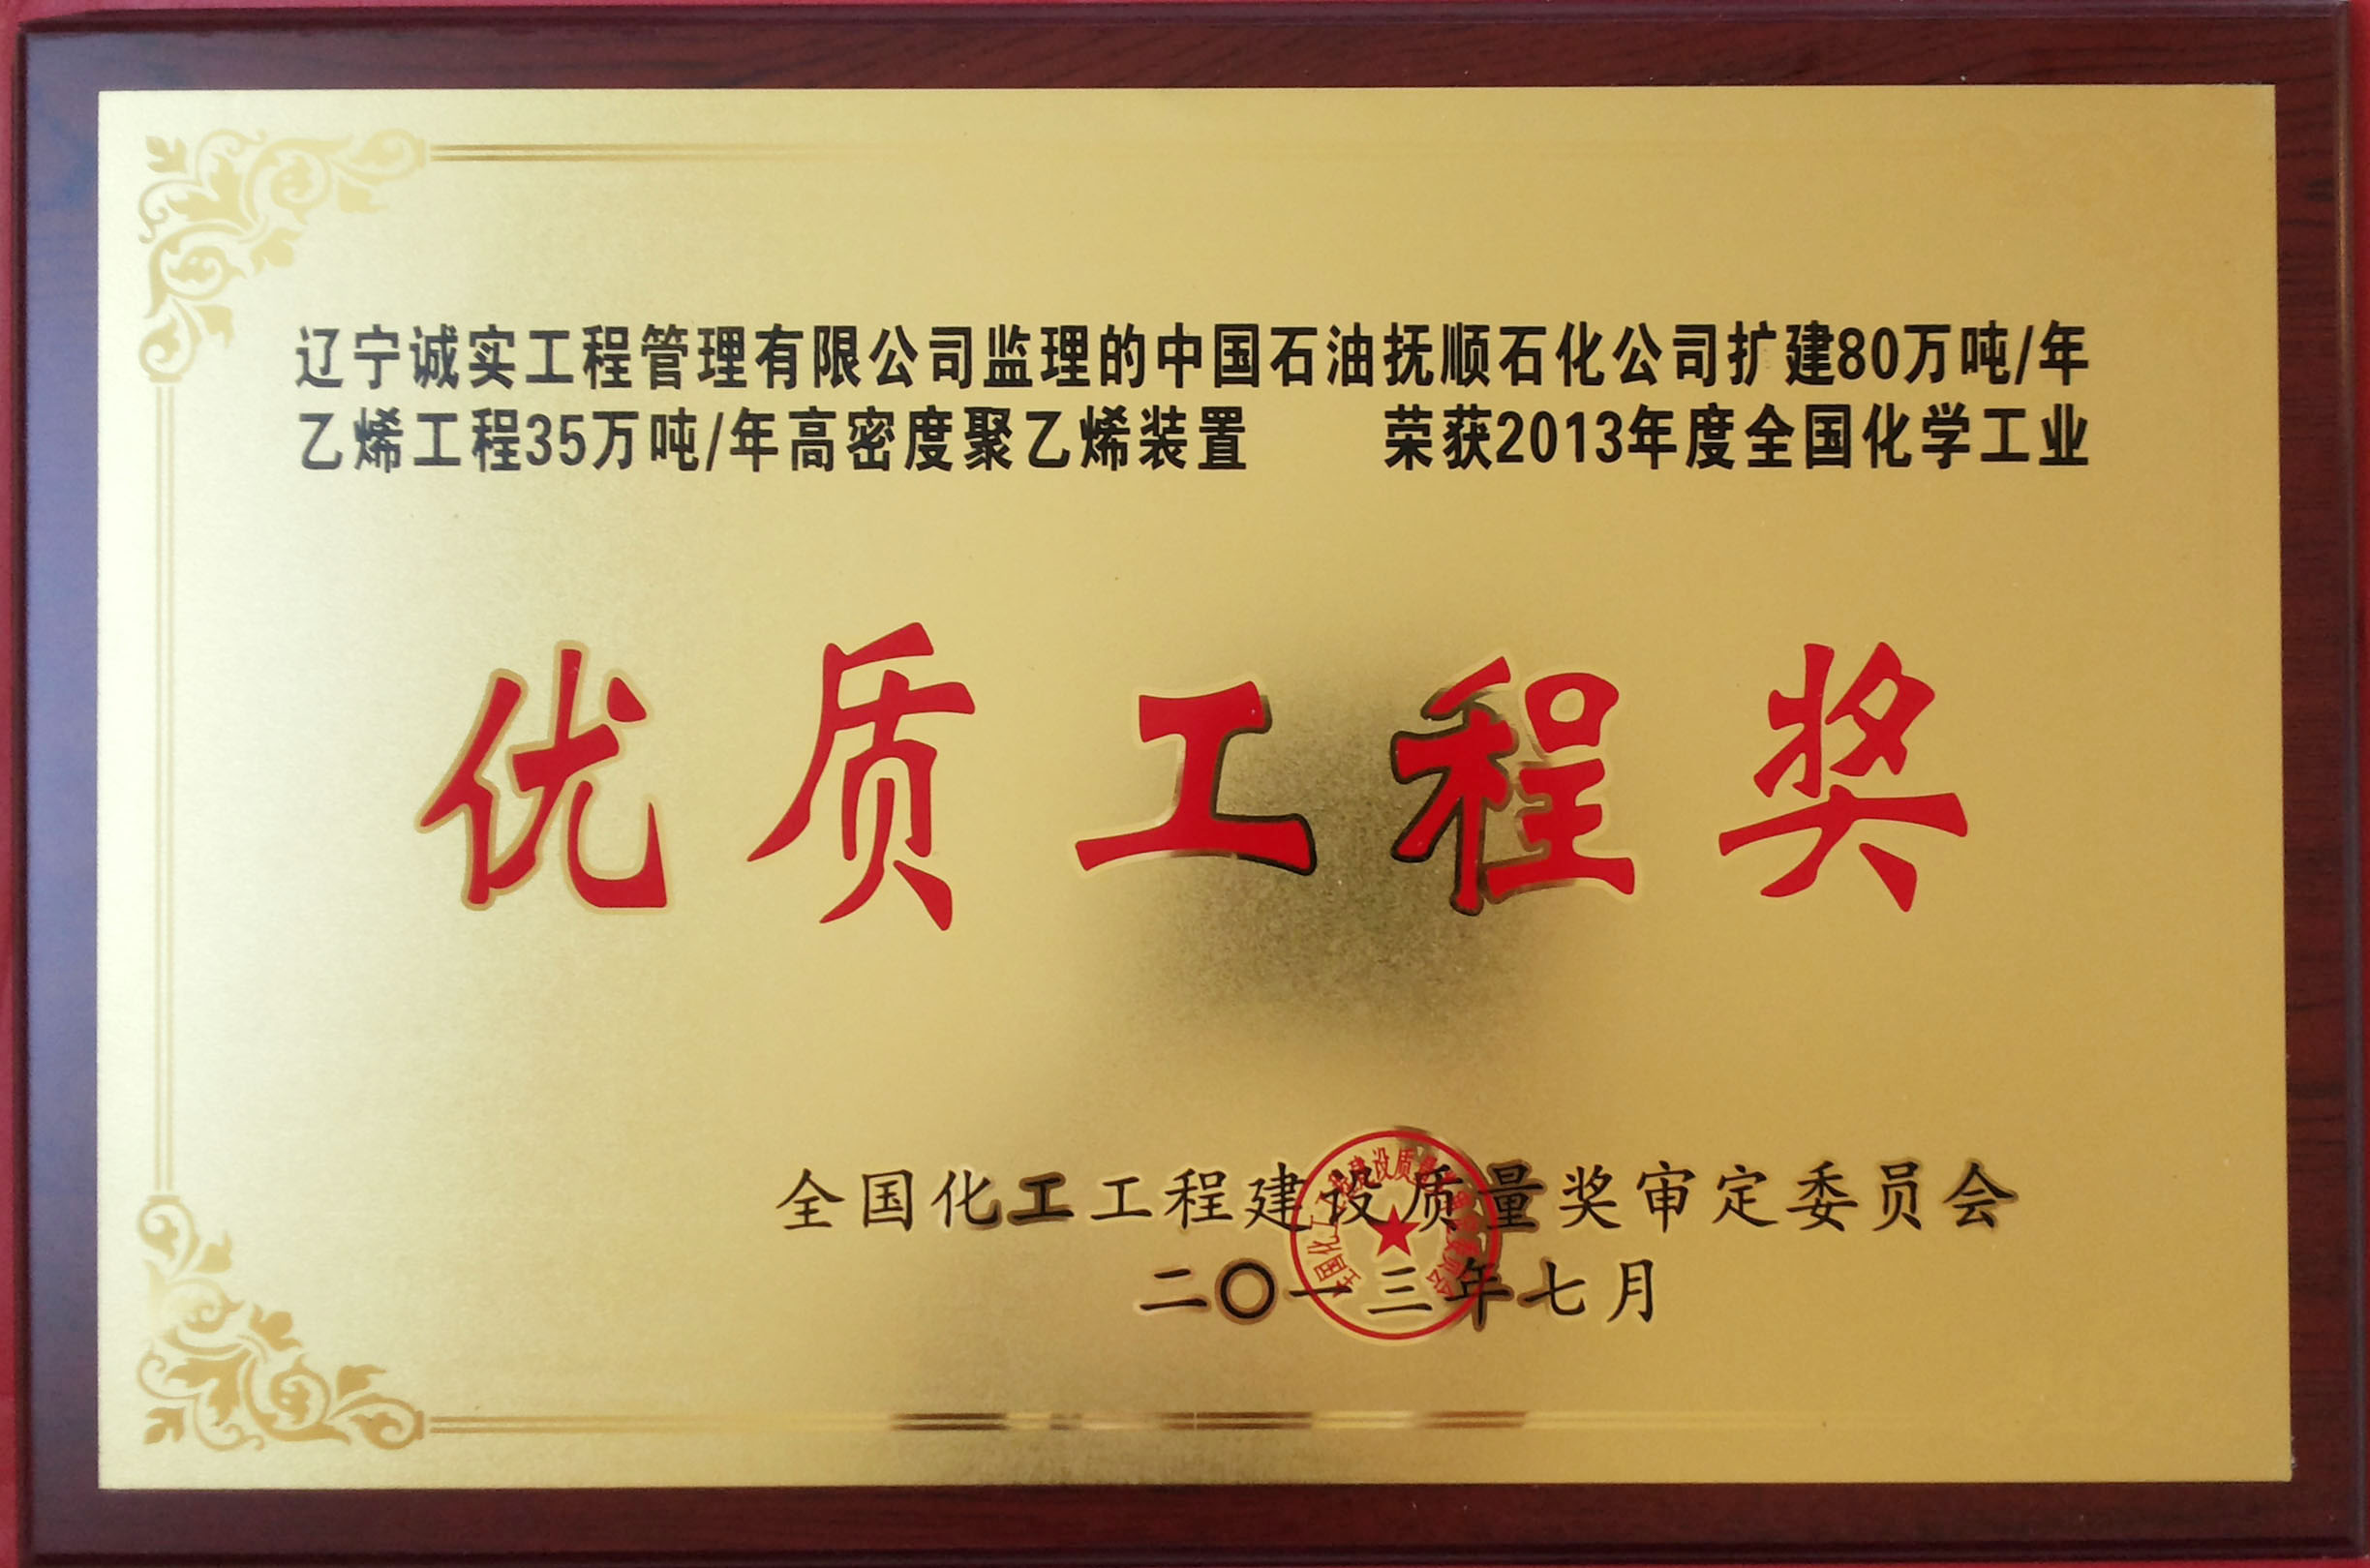 辽宁诚实工程管理有限公司监理的中国石油抚顺石化公司扩建80万吨/年
乙烯工程35万吨/年高密度聚乙烯装置 荣获2013年度全国化学工业
优质工程奖
全国化工工程建设质量奖审定委员会
二〇一三年七月